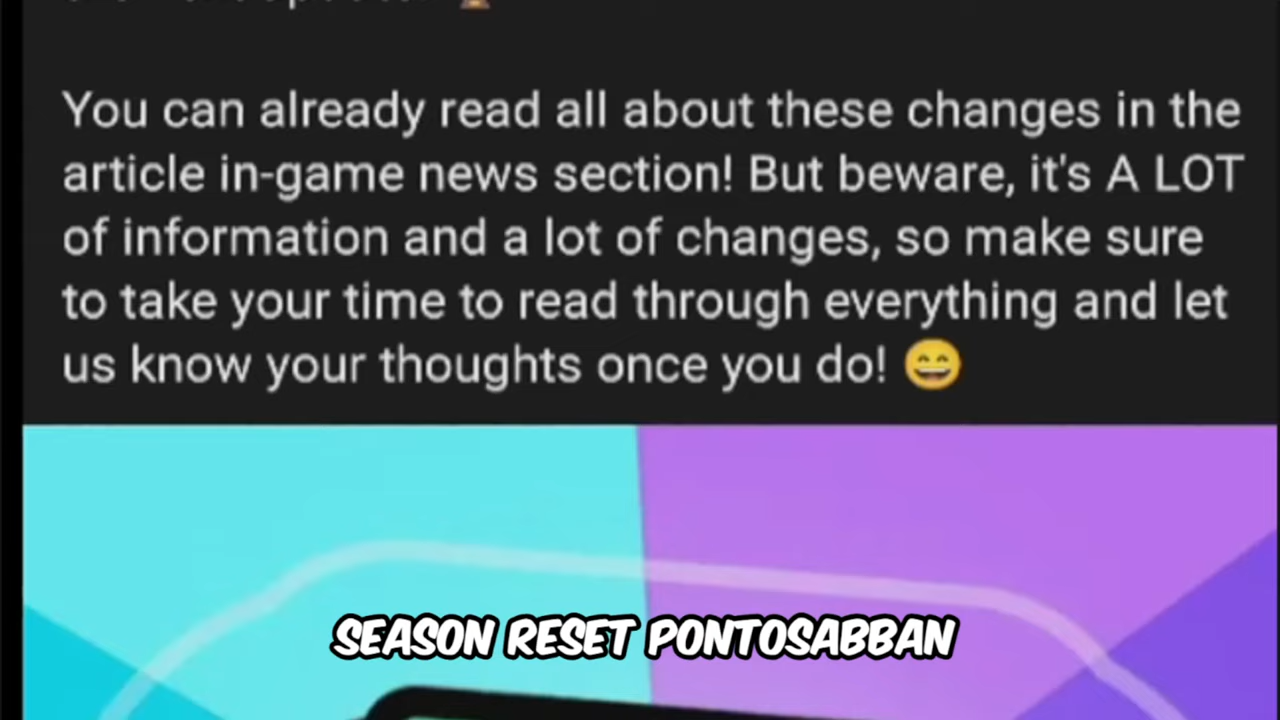 You can already read all about these changes in the
article in-game news section! But beware, it's A LOT
of information and a lot of changes, so make sure
to take your time to read through everything and let
us know your thoughts once you do! 😄
SEASON RESET PONTOSABBAN